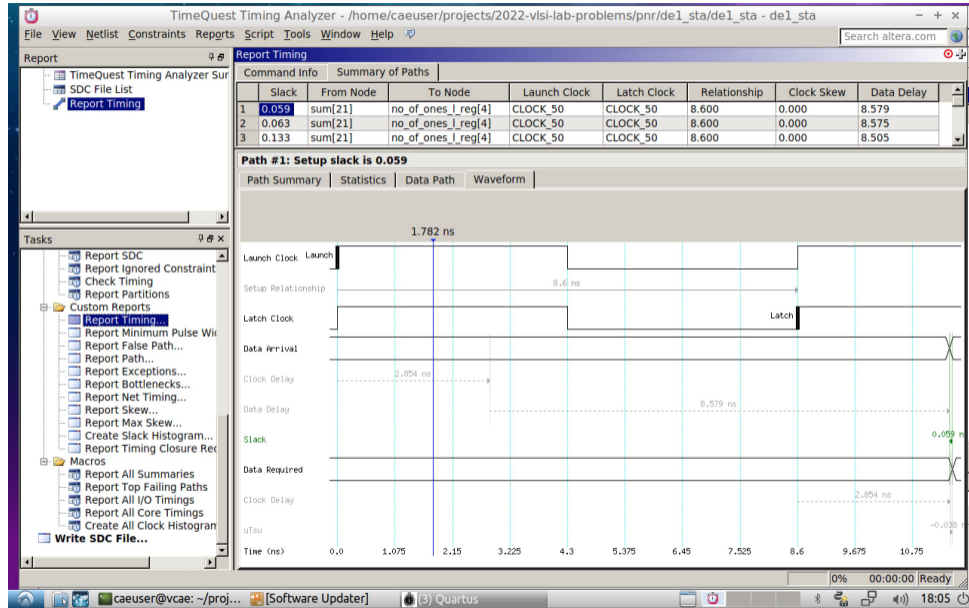 TimeQuest Timing Analyzer - /home/caeuser/projects/2022-vlsi-lab-problems/pnr/de1_sta/de1_sta - de1_sta
File View Netlist Constraints Reports Script Tools Window Help
Search altera.com
Report
TimeQuest Timing Analyzer Sur
SDC File List
Report Timing
Report Timing
Command Info Summary of Paths
Slack From Node To Node Launch Clock Latch Clock Relationship Clock Skew Data Delay
1 0.059 sum[21] no_of_ones_l_reg[4] CLOCK_50 CLOCK_50 8.600 0.000 8.579
2 0.063 sum[21] no_of_ones_l_reg[4] CLOCK_50 CLOCK_50 8.600 0.000 8.575
3 0.133 sum[21] no_of_ones_l_reg[4] CLOCK_50 CLOCK_50 8.600 0.000 8.505
Path #1: Setup slack is 0.059
Path Summary Statistics Data Path Waveform
1.782 ns
Launch Clock Launch
Setup Relationship 8.6 ns
Latch Clock Latch
Data Arrival
Clock Delay 2.854 ns
Data Delay 8.579 ns
Slack 0.059 n
Data Required
Clock Delay 2.854 ns
uTsu -0.038
Time (ns) 0.0 1.075 2.15 3.225 4.3 5.375 6.45 7.525 8.6 9.675 10.75
Tasks
Report SDC
Report Ignored Constraint
Check Timing
Report Partitions
Custom Reports
Report Timing...
Report Minimum Pulse Wi
Report False Path...
Report Path...
Report Exceptions...
Report Bottlenecks...
Report Net Timing...
Report Skew...
Report Max Skew...
Create Slack Histogram...
Report Timing Closure Rec
Macros
Report All Summaries
Report Top Failing Paths
Report All I/O Timings
Report All Core Timings
Create All Clock Histogran
Write SDC File...
0% 00:00:00 Ready
caeuser@vcae: ~/proj... [Software Updater] (3) Quartus 18:05